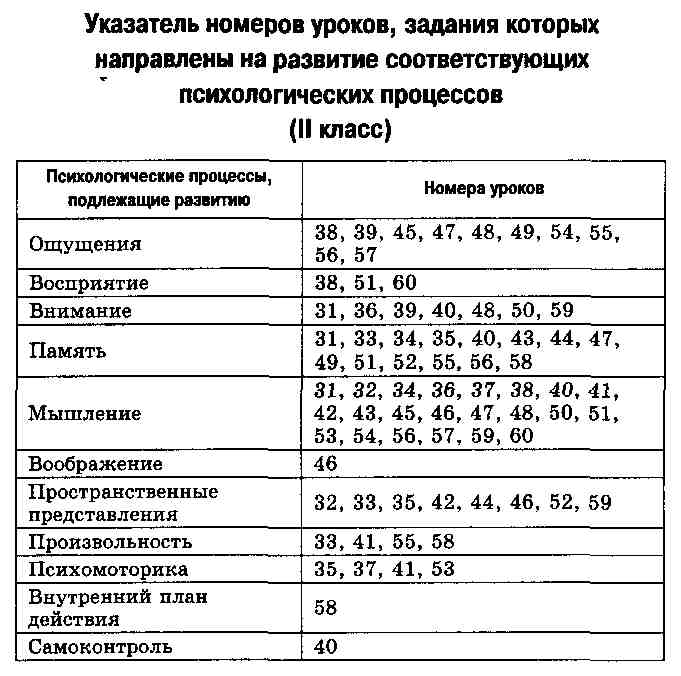 Указатель номеров уроков, задания которых
направлены на развитие соответствующих
психологических процессов
(II класс)
Психологические процессы,
подлежащие развитию
Номера уроков
Ощущения
38, 39, 45, 47, 48, 49, 54, 55,
56, 57
Восприятие
38, 51, 60
Внимание
31, 36, 39, 40, 48, 50, 59
Память
31, 33, 34, 35, 40, 43, 44, 47,
49, 51, 52, 55, 56, 58
Мышление
31, 32, 34, 36, 37, 38, 40, 41,
42, 43, 45, 46, 47, 48, 50, 51,
53, 54, 56, 57, 59, 60
Воображение
46
Пространственные
представления
32, 33, 35, 42, 44, 46, 52, 59
Произвольность
33, 41, 55, 58
Психомоторика
35, 37, 41, 53
Внутренний план
действия
58
Самоконтроль
40